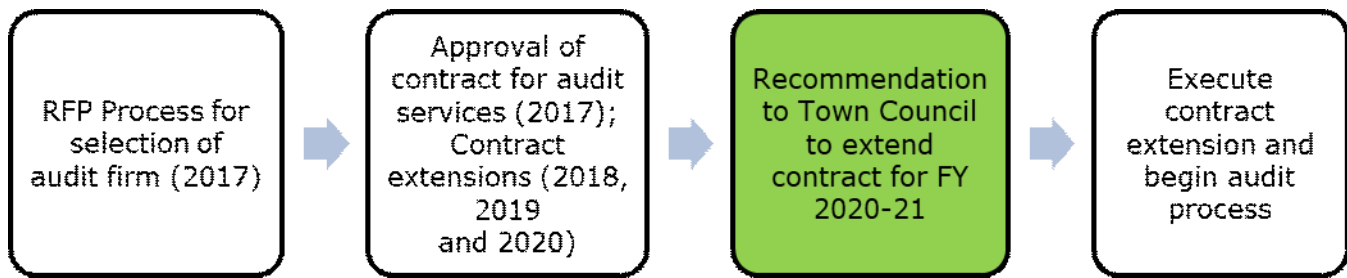 RFP Process for
selection of
audit firm (2017)
Approval of
contract for audit
services (2017);
Contract
extensions (2018,
2019
and 2020)
Recommendation
to Town Council
to extend
contract for FY
2020-21
Execute
contract
extension and
begin audit
process